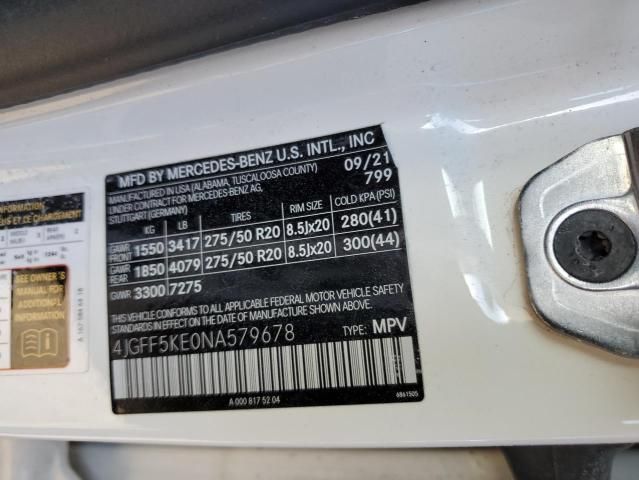 MFD BY MERCEDES-BENZ U.S. INTL., INC
MANUFACTURED IN USA (ALABAMA, TUSCALOOSA COUNTY) 09/21
UNDER CONTRACT FOR MERCEDES-BENZ AG, 799
STUTTGART (GERMANY)
KG LB TIRES RIM SIZE COLD KPA (PSI)
GAWR FRONT 1550 3417 275/50 R20 8.5Jx20 280(41)
GAWR REAR 1850 4079 275/50 R20 8.5Jx20 300(44)
GVWR 3300 7275
THIS VEHICLE CONFORMS TO ALL APPLICABLE FEDERAL MOTOR VEHICLE SAFETY
STANDARDS IN EFFECT ON THE DATE OF MANUFACTURE SHOWN ABOVE.
4JGFF5KE0NA579678 TYPE: MPV
A 000 817 52 04 6861505
SEE OWNER'S
MANUAL FOR
ADDITIONAL
INFORMATION